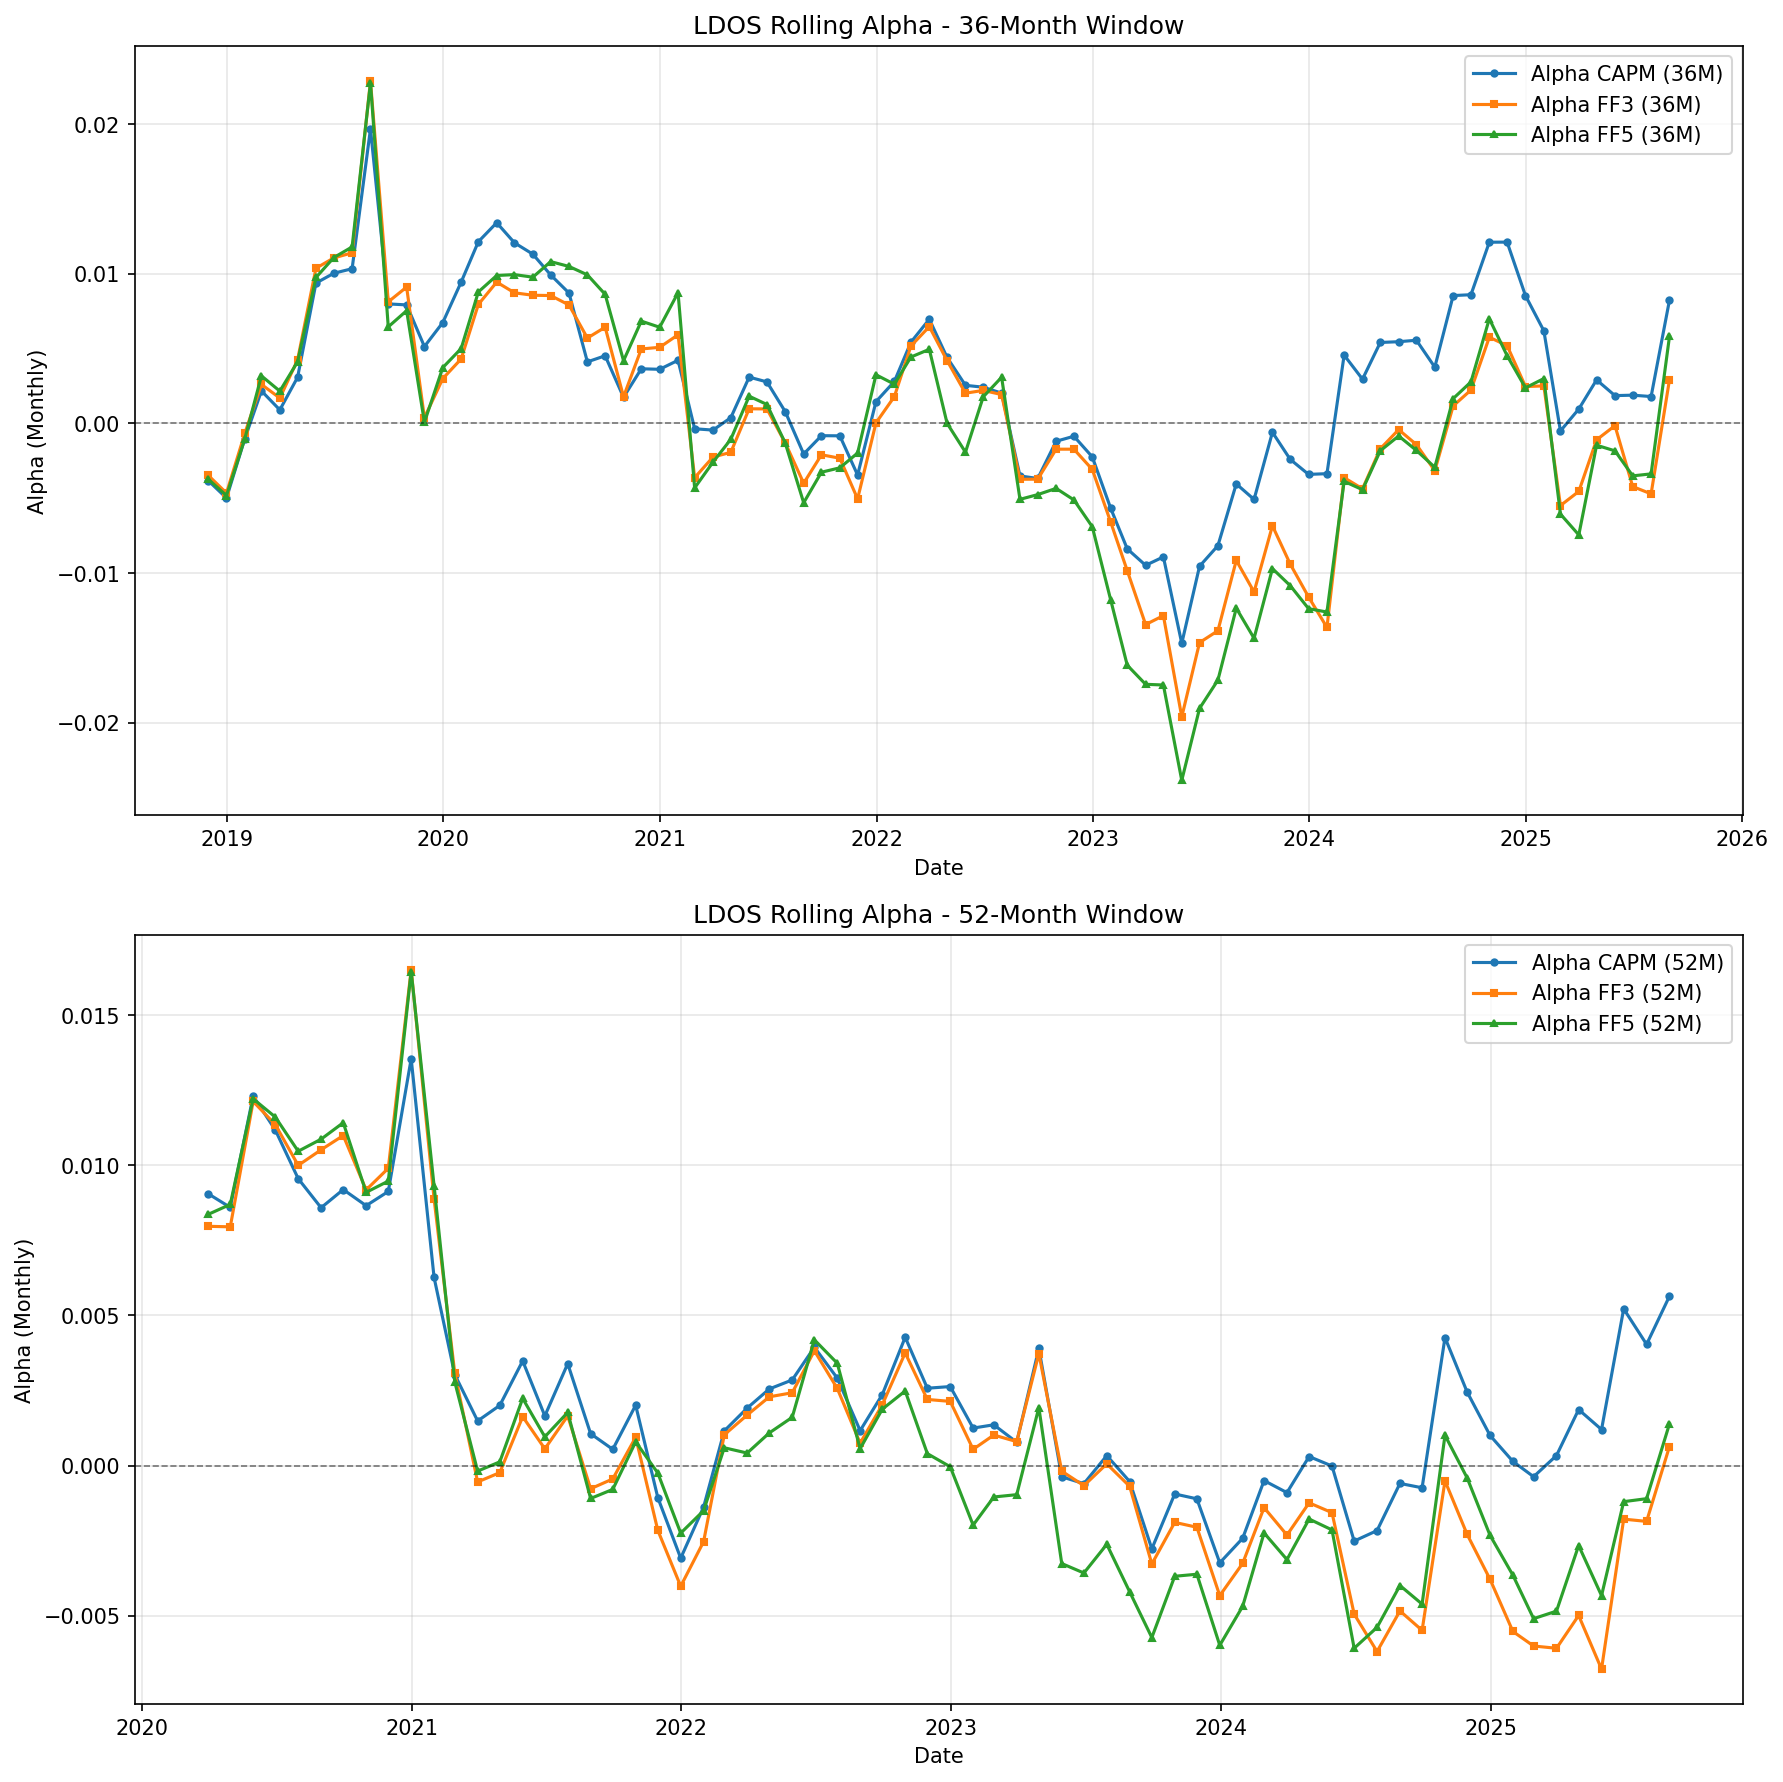 LDOS Rolling Alpha - 36-Month Window
Alpha CAPM (36M)
Alpha FF3 (36M)
Alpha FF5 (36M)
0.02
0.01
0.00
−0.01
−0.02
Alpha (Monthly)
2019 2020 2021 2022 2023 2024 2025 2026
Date
LDOS Rolling Alpha - 52-Month Window
Alpha CAPM (52M)
Alpha FF3 (52M)
Alpha FF5 (52M)
0.015
0.010
0.005
0.000
−0.005
Alpha (Monthly)
2020 2021 2022 2023 2024 2025
Date